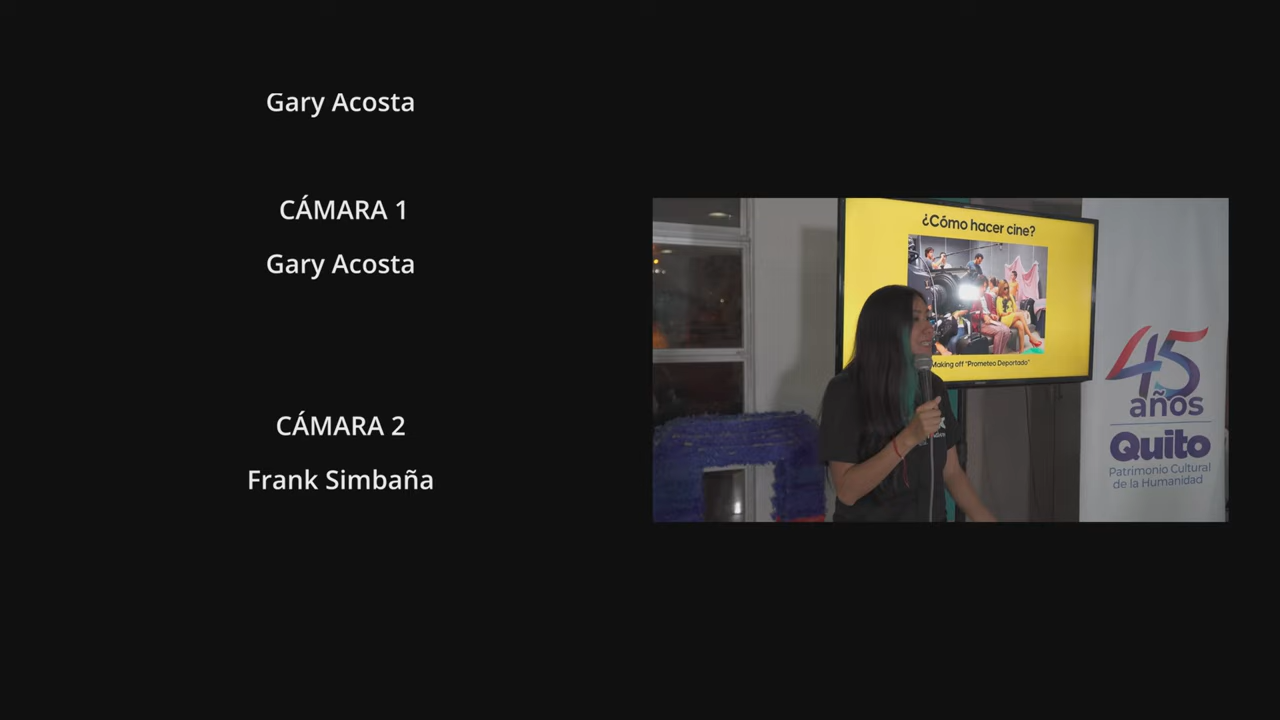 Gary Acosta
CÁMARA 1
Gary Acosta
CÁMARA 2
Frank Simbaña
¿Cómo hacer cine?
Making off "Prometeo Deportado"
45
años
Quito
Patrimonio Cultural
de la Humanidad